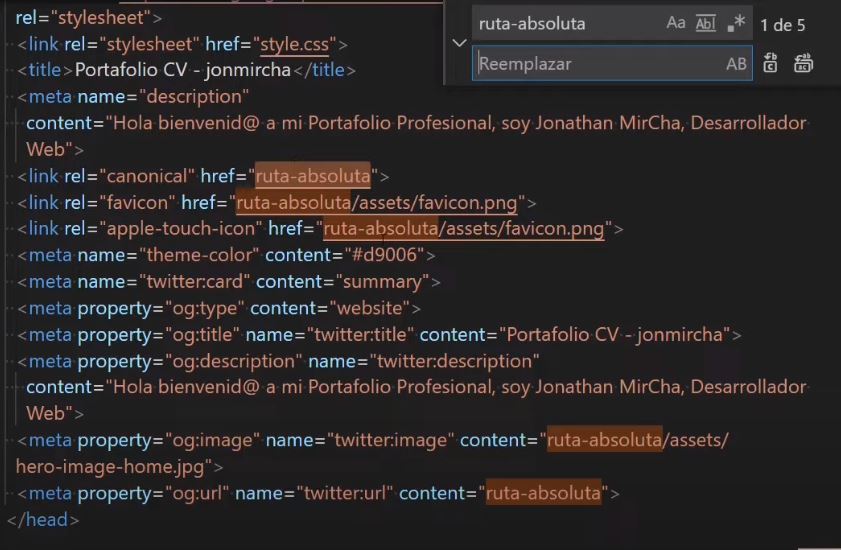 rel="stylesheet">
<link rel="stylesheet" href="style.css">
<title>Portafolio CV - jonmircha</title>
<meta name="description"
content="Hola bienvenid@ a mi Portafolio Profesional, soy Jonathan MirCha, Desarrollador
Web">
<link rel="canonical" href="ruta-absoluta">
<link rel="favicon" href="ruta-absoluta/assets/favicon.png">
<link rel="apple-touch-icon" href="ruta-absoluta/assets/favicon.png">
<meta name="theme-color" content="#d9006">
<meta name="twitter:card" content="summary">
<meta property="og:type" content="website">
<meta property="og:title" name="twitter:title" content="Portafolio CV - jonmircha">
<meta property="og:description" name="twitter:description"
content="Hola bienvenid@ a mi Portafolio Profesional, soy Jonathan MirCha, Desarrollador
Web">
<meta property="og:image" name="twitter:image" content="ruta-absoluta/assets/
hero-image-home.jpg">
<meta property="og:url" name="twitter:url" content="ruta-absoluta">
</head>
ruta-absoluta Aa Abl .* 1 de 5
Reemplazar AB